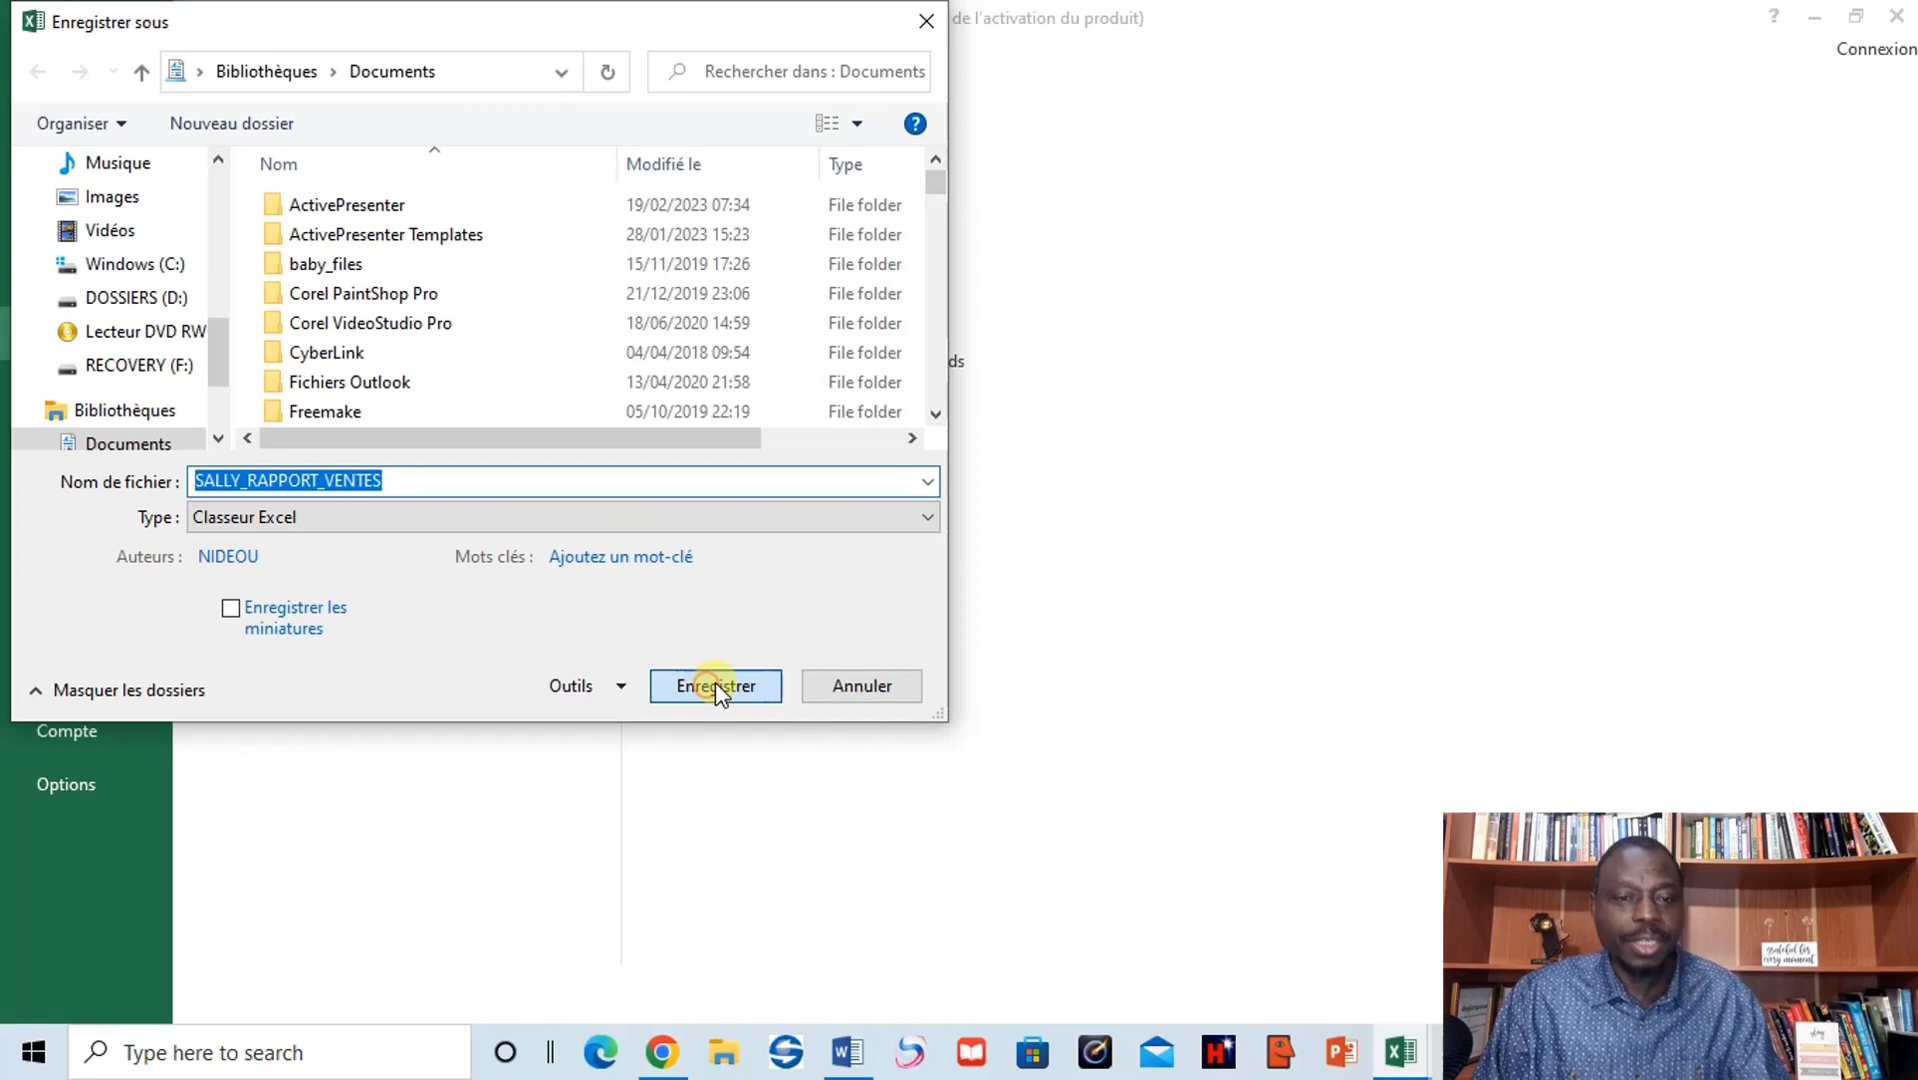 Enregistrer sous
de l'activation du produit)
Connexion
Bibliothèques > Documents
Rechercher dans : Documents
Organiser
Nouveau dossier
Nom
Modifié le
Type
Musique
Images
Vidéos
Windows (C:)
DOSSIERS (D:)
Lecteur DVD RW
RECOVERY (F:)
Bibliothèques
Documents
ActivePresenter 19/02/2023 07:34 File folder
ActivePresenter Templates 28/01/2023 15:23 File folder
baby_files 15/11/2019 17:26 File folder
Corel PaintShop Pro 21/12/2019 23:06 File folder
Corel VideoStudio Pro 18/06/2020 14:59 File folder
CyberLink 04/04/2018 09:54 File folder
Fichiers Outlook 13/04/2020 21:58 File folder
Freemake 05/10/2019 22:19 File folder
ds
Nom de fichier : SALLY_RAPPORT_VENTES
Type : Classeur Excel
Auteurs : NIDEOU
Mots clés : Ajoutez un mot-clé
Enregistrer les
miniatures
Masquer les dossiers
Outils
Enregistrer
Annuler
Compte
Options
grateful for
every moment
stay
Type here to search